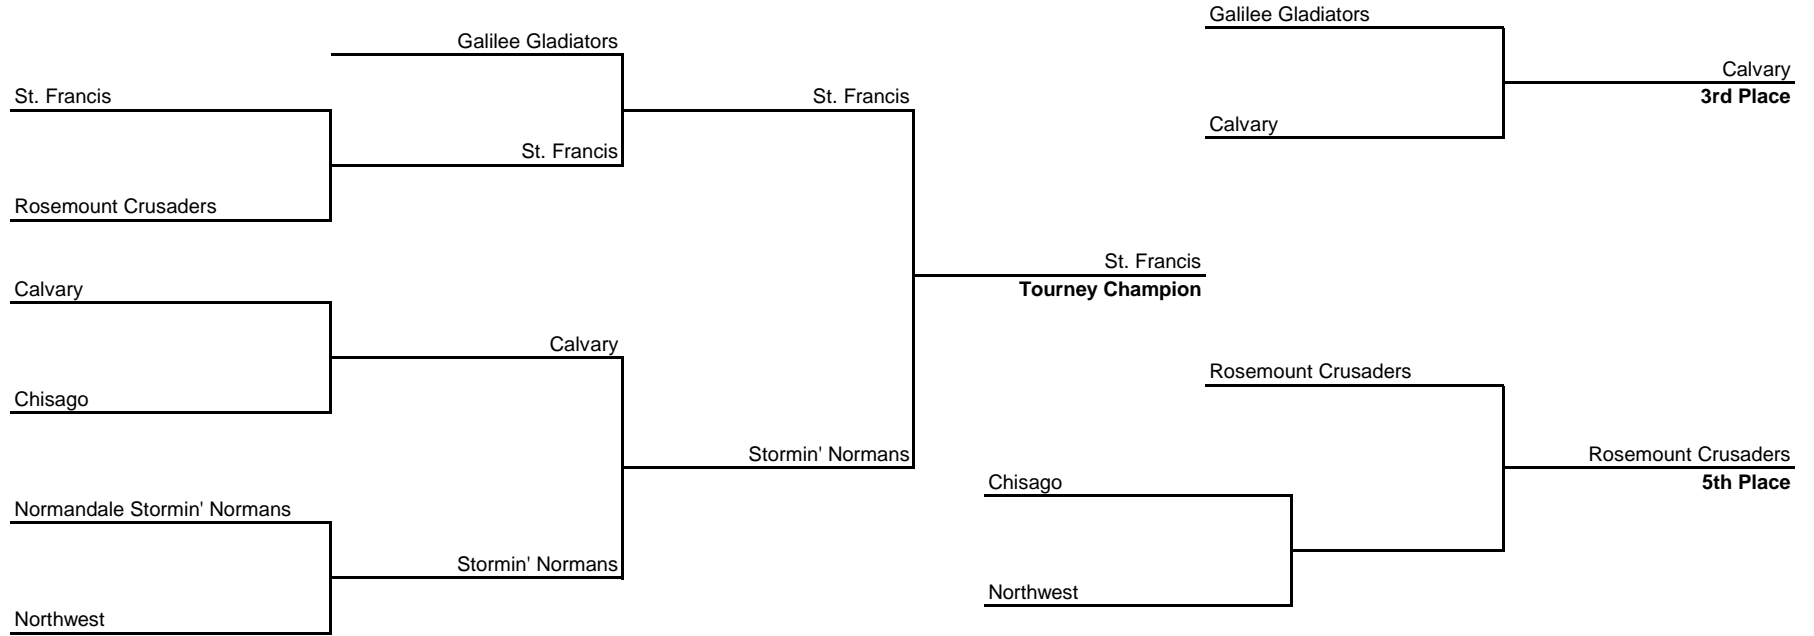 Galilee Gladiators
Galilee Gladiators
Calvary
St. Francis
St. Francis
3rd Place
Calvary
St. Francis
Rosemount Crusaders
St. Francis
Calvary
Tourney Champion
Calvary
Rosemount Crusaders
Chisago
Stormin' Normans
Rosemount Crusaders
Chisago
5th Place
Normandale Stormin' Normans
Stormin' Normans
Northwest
Northwest